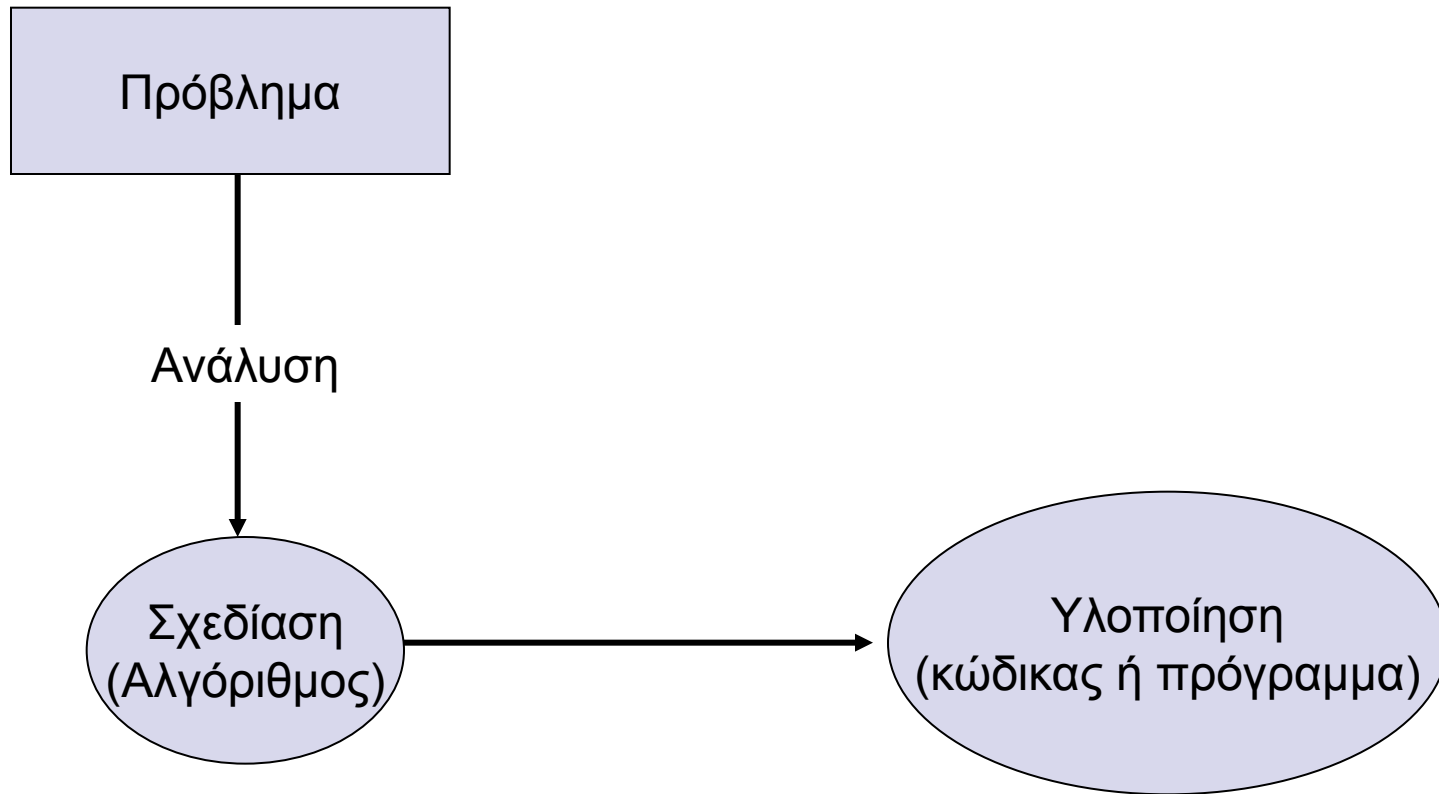 Πρόβλημα
Ανάλυση
Σχεδίαση
(Αλγόριθμος)
Υλοποίηση
(κώδικας ή πρόγραμμα)